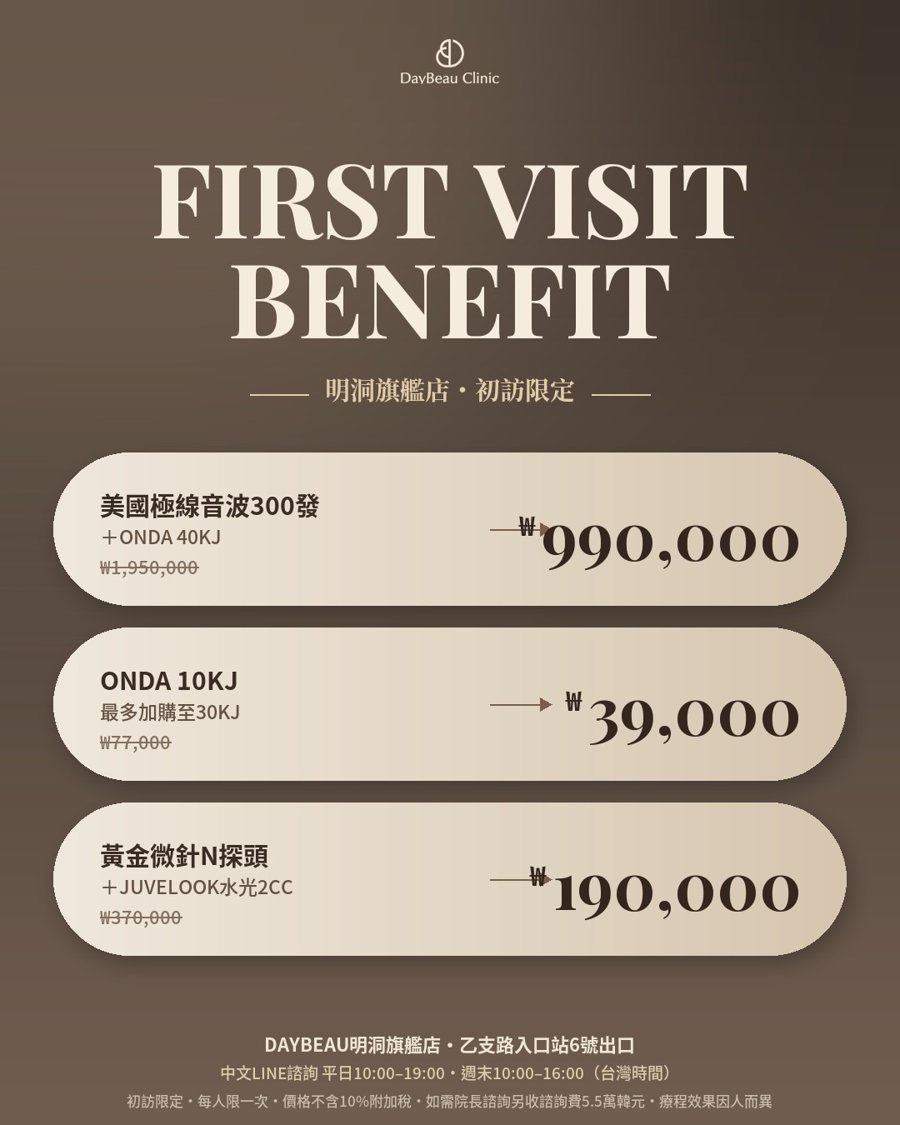 DayBeau Clinic
FIRST VISIT
BENEFIT
明洞旗艦店・初訪限定
美國極線音波300發
＋ONDA 40KJ
₩1,950,000
₩990,000
ONDA 10KJ
最多加購至30KJ
₩77,000
₩39,000
黃金微針N探頭
＋JUVELOOK水光2CC
₩370,000
₩190,000
DAYBEAU明洞旗艦店・乙支路入口站6號出口
中文LINE諮詢 平日10:00–19:00・週末10:00–16:00（台灣時間）
初訪限定・每人限一次・價格不含10%附加稅・如需院長諮詢另收諮詢費5.5萬韓元・療程效果因人而異